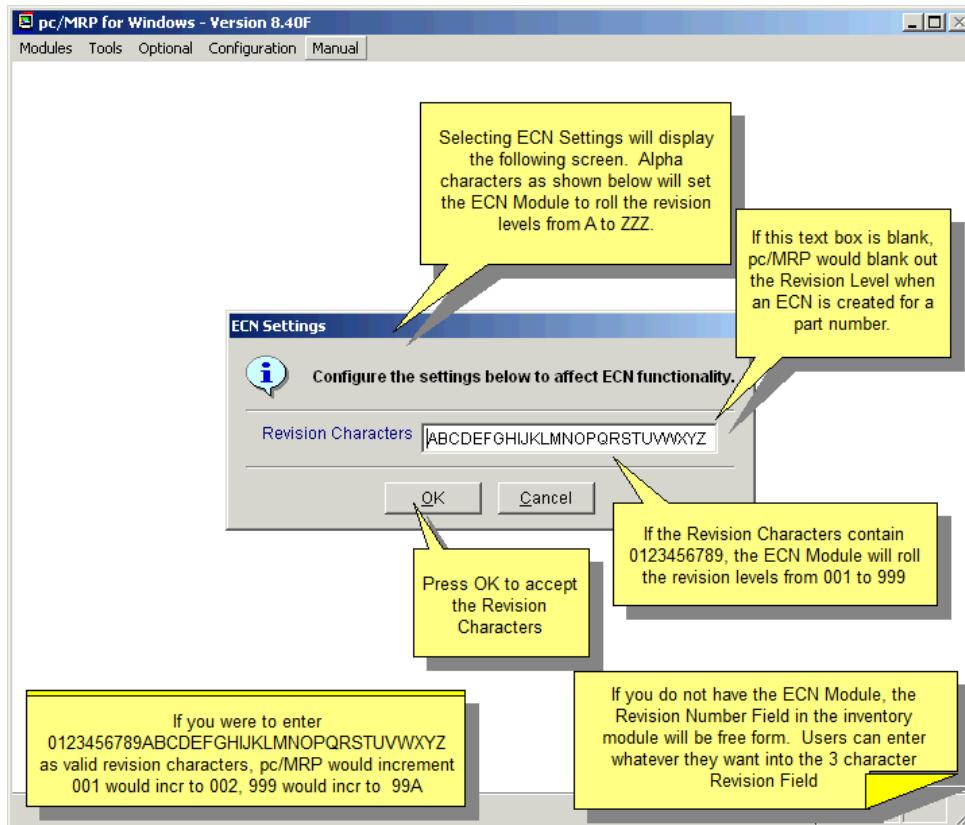 pc/MRP for Windows - Version 8.40F
Modules Tools Optional Configuration Manual
Selecting ECN Settings will display
the following screen. Alpha
characters as shown below will set
the ECN Module to roll the revision
levels from A to ZZZ.
If this text box is blank,
pc/MRP would blank out
the Revision Level when
an ECN is created for a
part number.
ECN Settings
Configure the settings below to affect ECN functionality.
Revision Characters ABCDEFGHIJKLMNOPQRSTUVWXYZ
OK Cancel
If the Revision Characters contain
0123456789, the ECN Module will roll
the revision levels from 001 to 999
Press OK to accept
the Revision
Characters
If you were to enter
0123456789ABCDEFGHIJKLMNOPQRSTUVWXYZ
as valid revision characters, pc/MRP would increment
001 would incr to 002, 999 would incr to 99A
If you do not have the ECN Module, the
Revision Number Field in the inventory
module will be free form. Users can enter
whatever they want into the 3 character
Revision Field